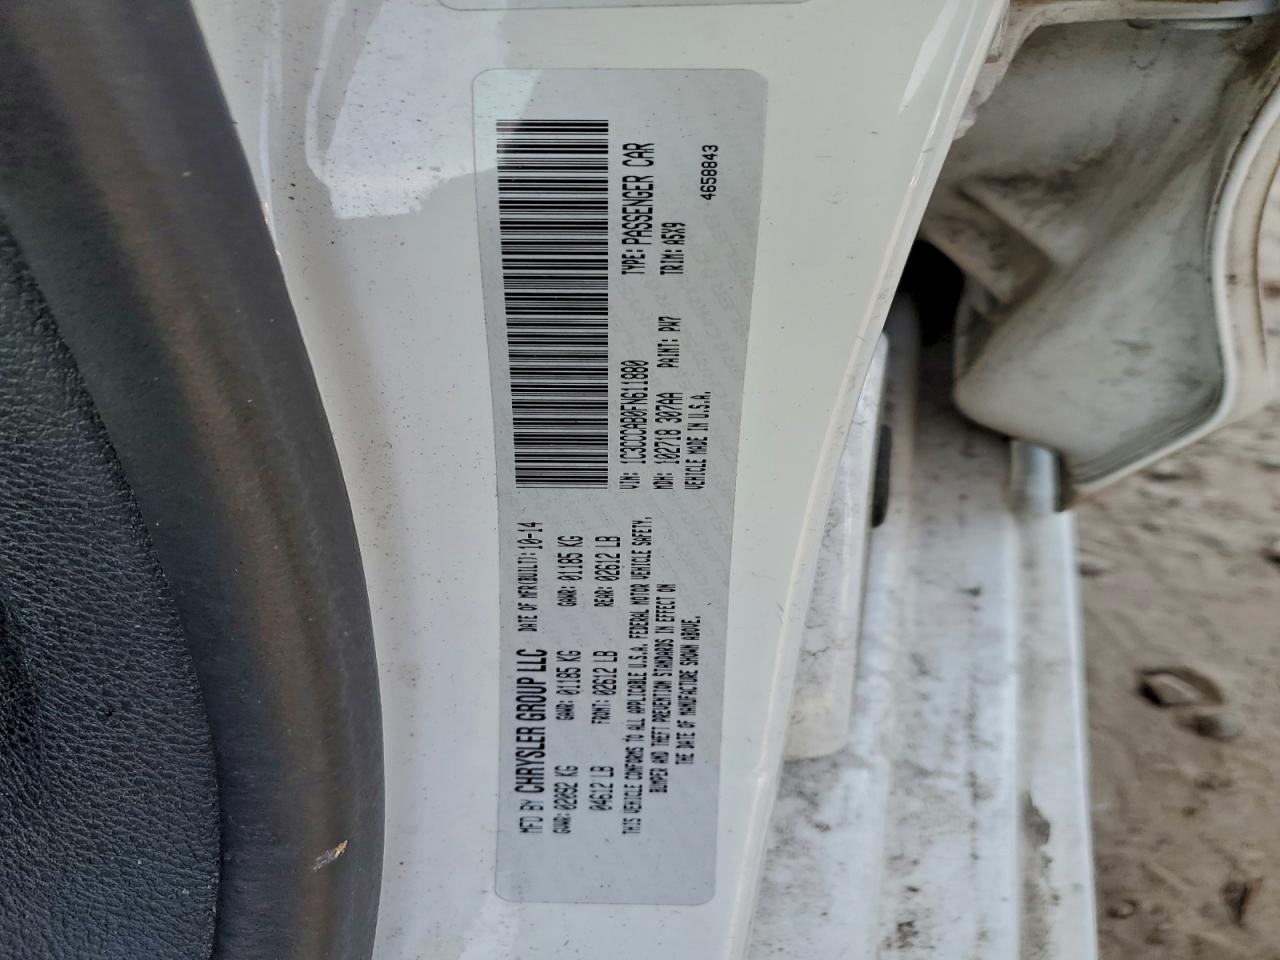 MFD BY CHRYSLER GROUP LLC DATE OF MFR(BUILT): 10-14
GVWR: 02092 KG GAWR: 01185 KG GAWR: 01185 KG
04612 LB FRONT: 02612 LB REAR: 02612 LB
THIS VEHICLE CONFORMS TO ALL APPLICABLE U.S.A. FEDERAL MOTOR VEHICLE SAFETY,
BUMPER AND THEFT PREVENTION STANDARDS IN EFFECT ON
THE DATE OF MANUFACTURE SHOWN ABOVE.
VIN: 1C3CCCAB0FN611880 TYPE: PASSENGER CAR
MDH: 102718 307AA PAINT: PW7 TRIM: A5X9
VEHICLE MADE IN U.S.A.
4658843